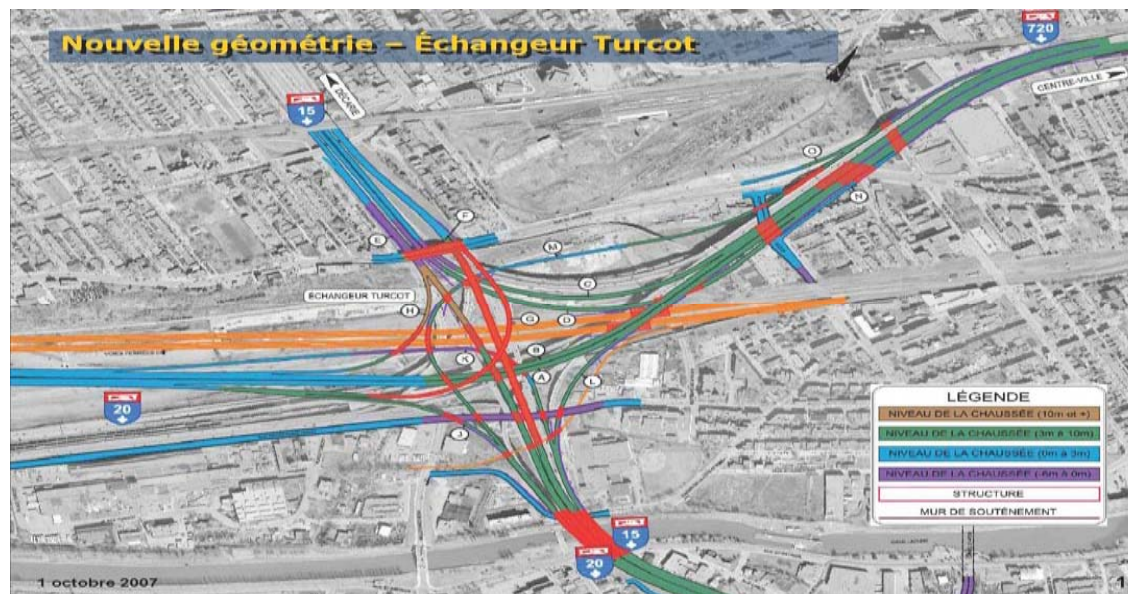 Nouvelle géométrie – Échangeur Turcot
720
CENTRE-VILLE
DÉCARIE
15
G
N
F
E
M
C
ÉCHANGEUR TURCOT
H
G
D
B
K
A
L
20
J
LÉGENDE
NIVEAU DE LA CHAUSSÉE (10m et +)
NIVEAU DE LA CHAUSSÉE (3m à 10m)
NIVEAU DE LA CHAUSSÉE (0m à 3m)
NIVEAU DE LA CHAUSSÉE (-6m à 0m)
STRUCTURE
MUR DE SOUTÈNEMENT
15
20
1 octobre 2007
1